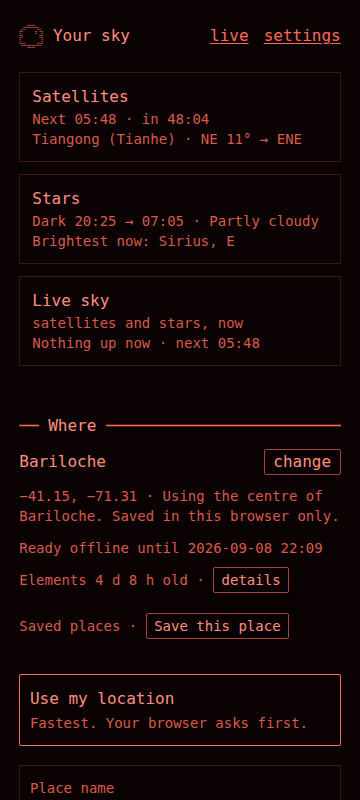 Your sky live settings
Satellites
Next 05:48 · in 48:04
Tiangong (Tianhe) · NE 11° → ENE
Stars
Dark 20:25 → 07:05 · Partly cloudy
Brightest now: Sirius, E
Live sky
satellites and stars, now
Nothing up now · next 05:48
Where
Bariloche change
−41.15, −71.31 · Using the centre of
Bariloche. Saved in this browser only.
Ready offline until 2026-09-08 22:09
Elements 4 d 8 h old · details
Saved places · Save this place
Use my location
Fastest. Your browser asks first.
Place name